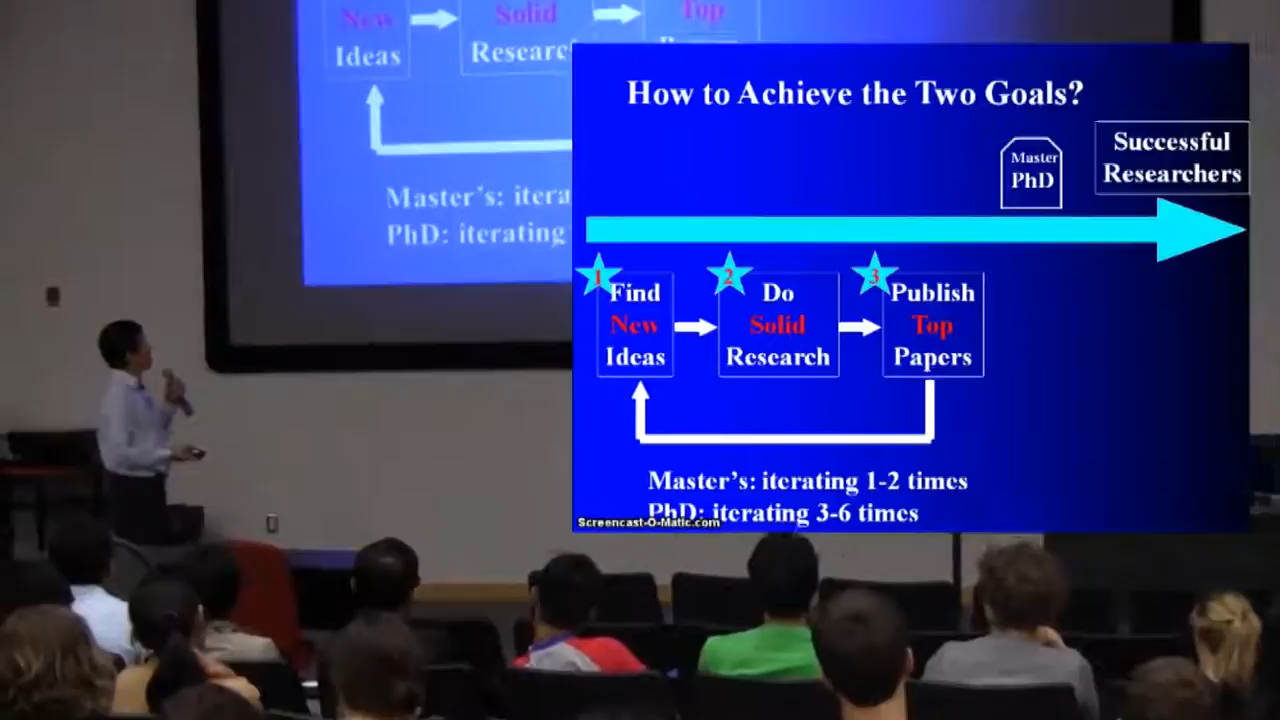 New
Solid
Top
Ideas
Master's:
PhD: iterating
How to Achieve the Two Goals?
Master
PhD
Successful
Researchers
1
2
3
Find
New
Ideas
Do
Solid
Research
Publish
Top
Papers
Master's: iterating 1-2 times
PhD: iterating 3-6 times
Screencast-O-Matic.com